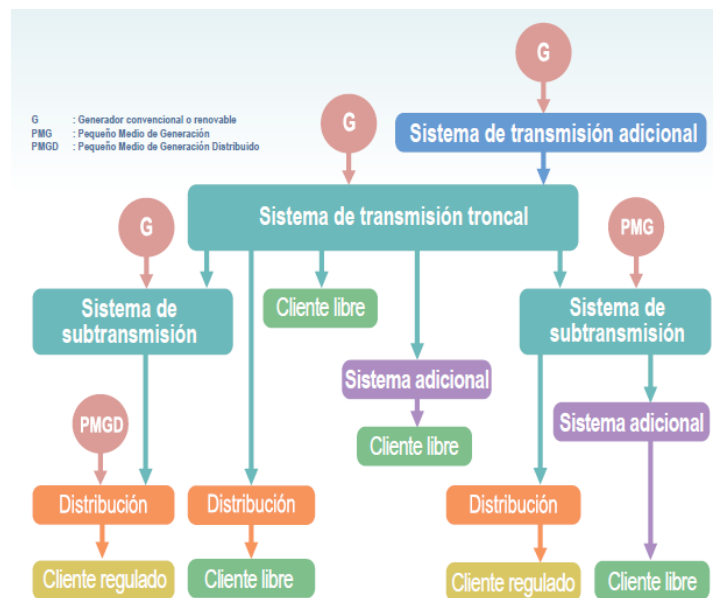 G
G : Generador convencional o renovable
PMG : Pequeño Medio de Generación
PMGD : Pequeño Medio de Generación Distribuido
G
Sistema de transmisión adicional
Sistema de transmisión troncal
G
PMG
Sistema de
subtransmisión
Cliente libre
Sistema de
subtransmisión
Sistema adicional
PMGD
Cliente libre
Sistema adicional
Distribución
Distribución
Distribución
Cliente regulado
Cliente libre
Cliente regulado
Cliente libre